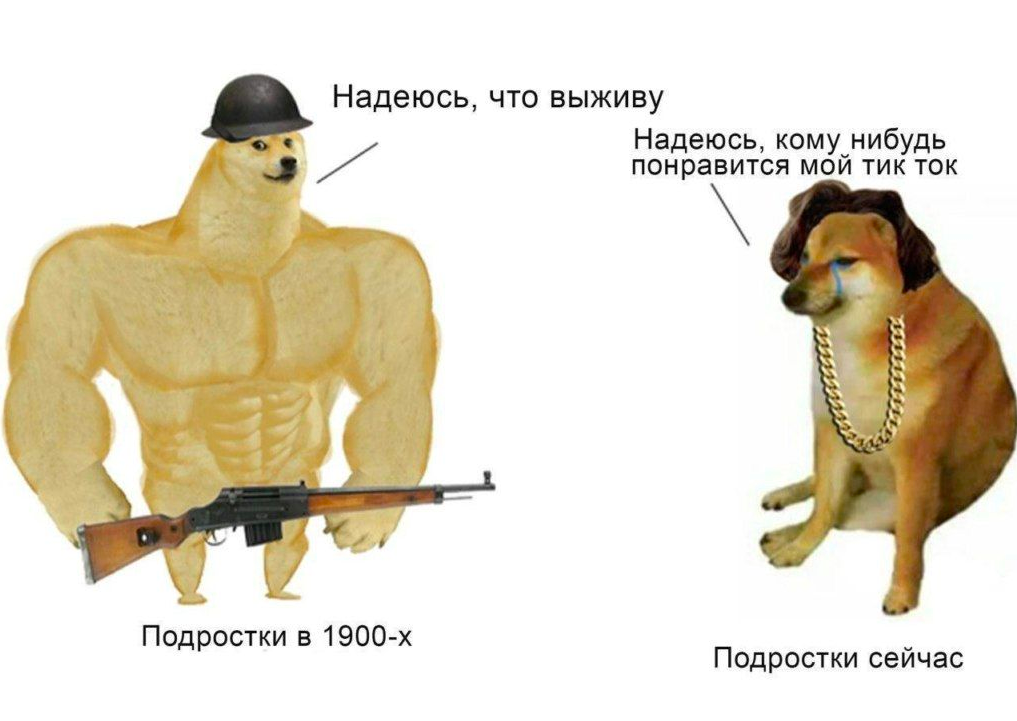 Надеюсь, что выживу
Надеюсь, кому нибудь
понравится мой тик ток
Подростки в 1900-х
Подростки сейчас